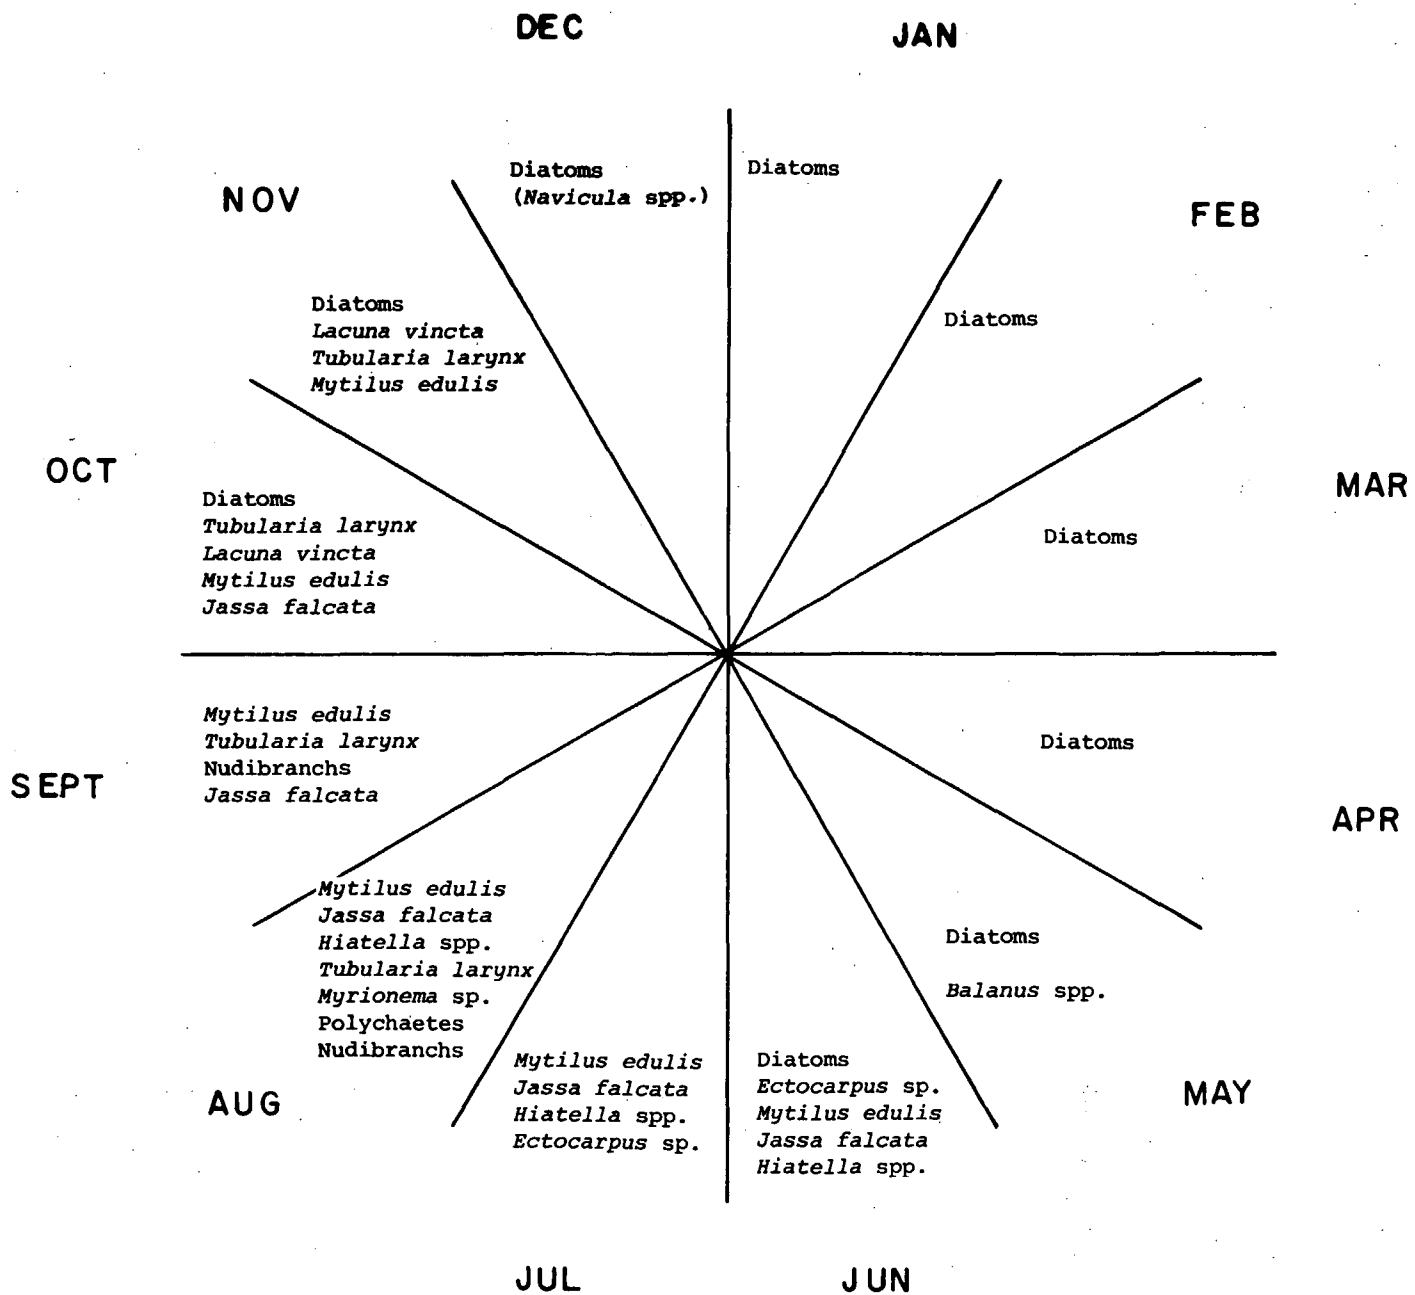 DEC
JAN
Diatoms
(Navicula spp.)
Diatoms
NOV
FEB
Diatoms
Lacuna vincta
Tubularia larynx
Mytilus edulis
Diatoms
OCT
MAR
Diatoms
Tubularia larynx
Lacuna vincta
Mytilus edulis
Jassa falcata
Diatoms
Mytilus edulis
Tubularia larynx
Nudibranchs
Jassa falcata
Diatoms
SEPT
APR
Mytilus edulis
Jassa falcata
Hiatella spp.
Tubularia larynx
Myrionema sp.
Polychaetes
Nudibranchs
Diatoms
Balanus spp.
AUG
MAY
Mytilus edulis
Jassa falcata
Hiatella spp.
Ectocarpus sp.
Diatoms
Ectocarpus sp.
Mytilus edulis
Jassa falcata
Hiatella spp.
JUL
JUN